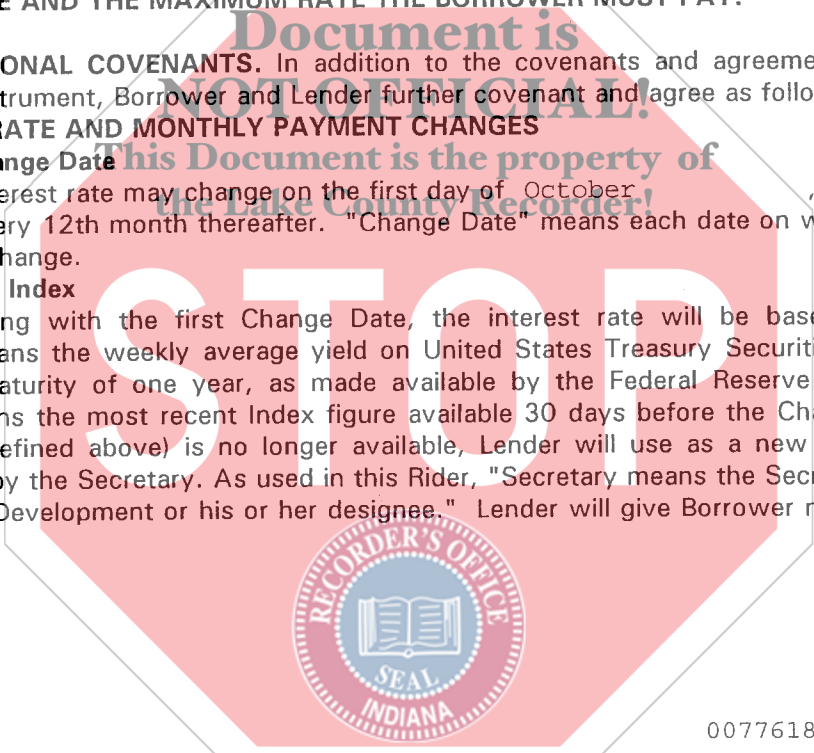 E AND THE MAXIMUM RATE THE BORROWER MUST PAY.
Document is
ONAL COVENANTS. In addition to the covenants and agreeme
NOT OFFICIAL!
trument, Borrower and Lender further covenant and agree as follo
RATE AND MONTHLY PAYMENT CHANGES
ange Date
This Document is the property of
erest rate may change on the first day of October ,
the Lake County Recorder!
ery 12th month thereafter. "Change Date" means each date on w
hange.
Index
STOP
ng with the first Change Date, the interest rate will be base
ans the weekly average yield on United States Treasury Securiti
aturity of one year, as made available by the Federal Reserve
ns the most recent Index figure available 30 days before the Cha
efined above) is no longer available, Lender will use as a new
by the Secretary. As used in this Rider, "Secretary means the Secr
Development or his or her designee." Lender will give Borrower n
RECORDER'S OFFICE
SEAL
INDIANA
0077618